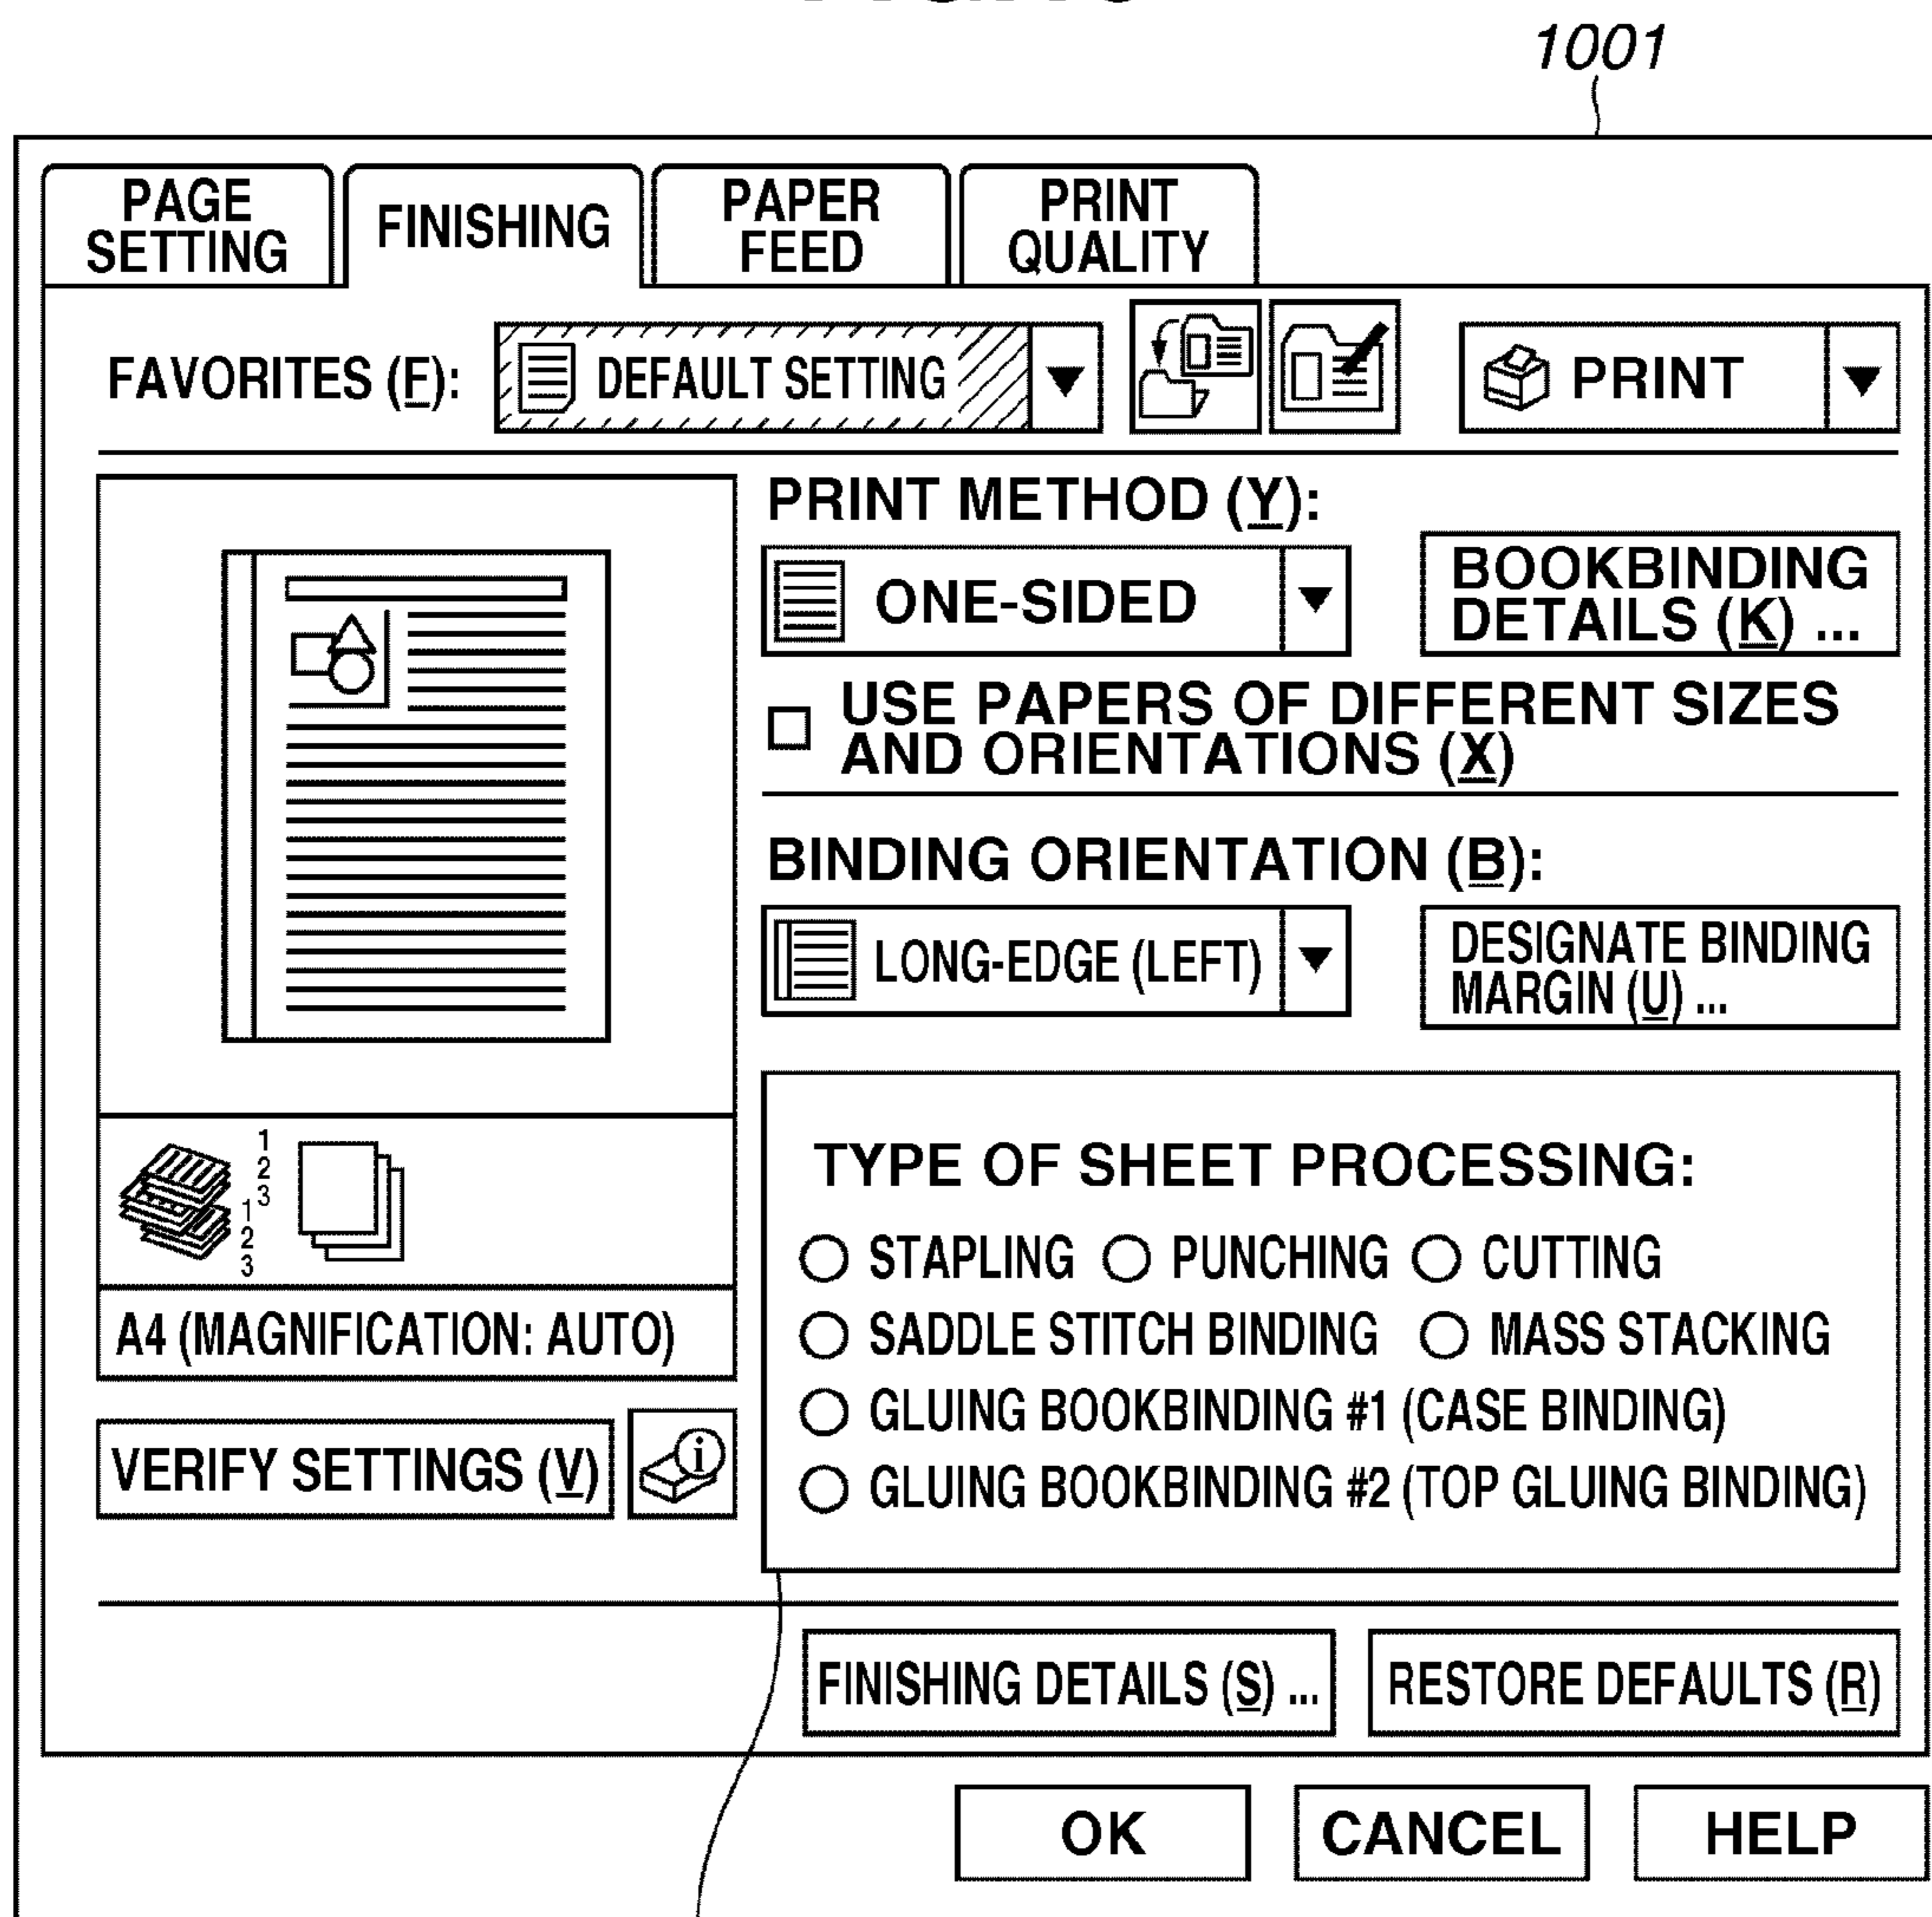 1001
PAGE
SETTING
FINISHING
PAPER
FEED
PRINT
QUALITY
FAVORITES (F):
DEFAULT SETTING
PRINT
PRINT METHOD (Y):
ONE-SIDED
BOOKBINDING
DETAILS (K) ...
USE PAPERS OF DIFFERENT SIZES
AND ORIENTATIONS (X)
BINDING ORIENTATION (B):
LONG-EDGE (LEFT)
DESIGNATE BINDING
MARGIN (U) ...
1
2
3
1
2
3
A4 (MAGNIFICATION: AUTO)
VERIFY SETTINGS (V)
i
TYPE OF SHEET PROCESSING:
STAPLING PUNCHING CUTTING
SADDLE STITCH BINDING MASS STACKING
GLUING BOOKBINDING #1 (CASE BINDING)
GLUING BOOKBINDING #2 (TOP GLUING BINDING)
FINISHING DETAILS (S) ...
RESTORE DEFAULTS (R)
OK
CANCEL
HELP